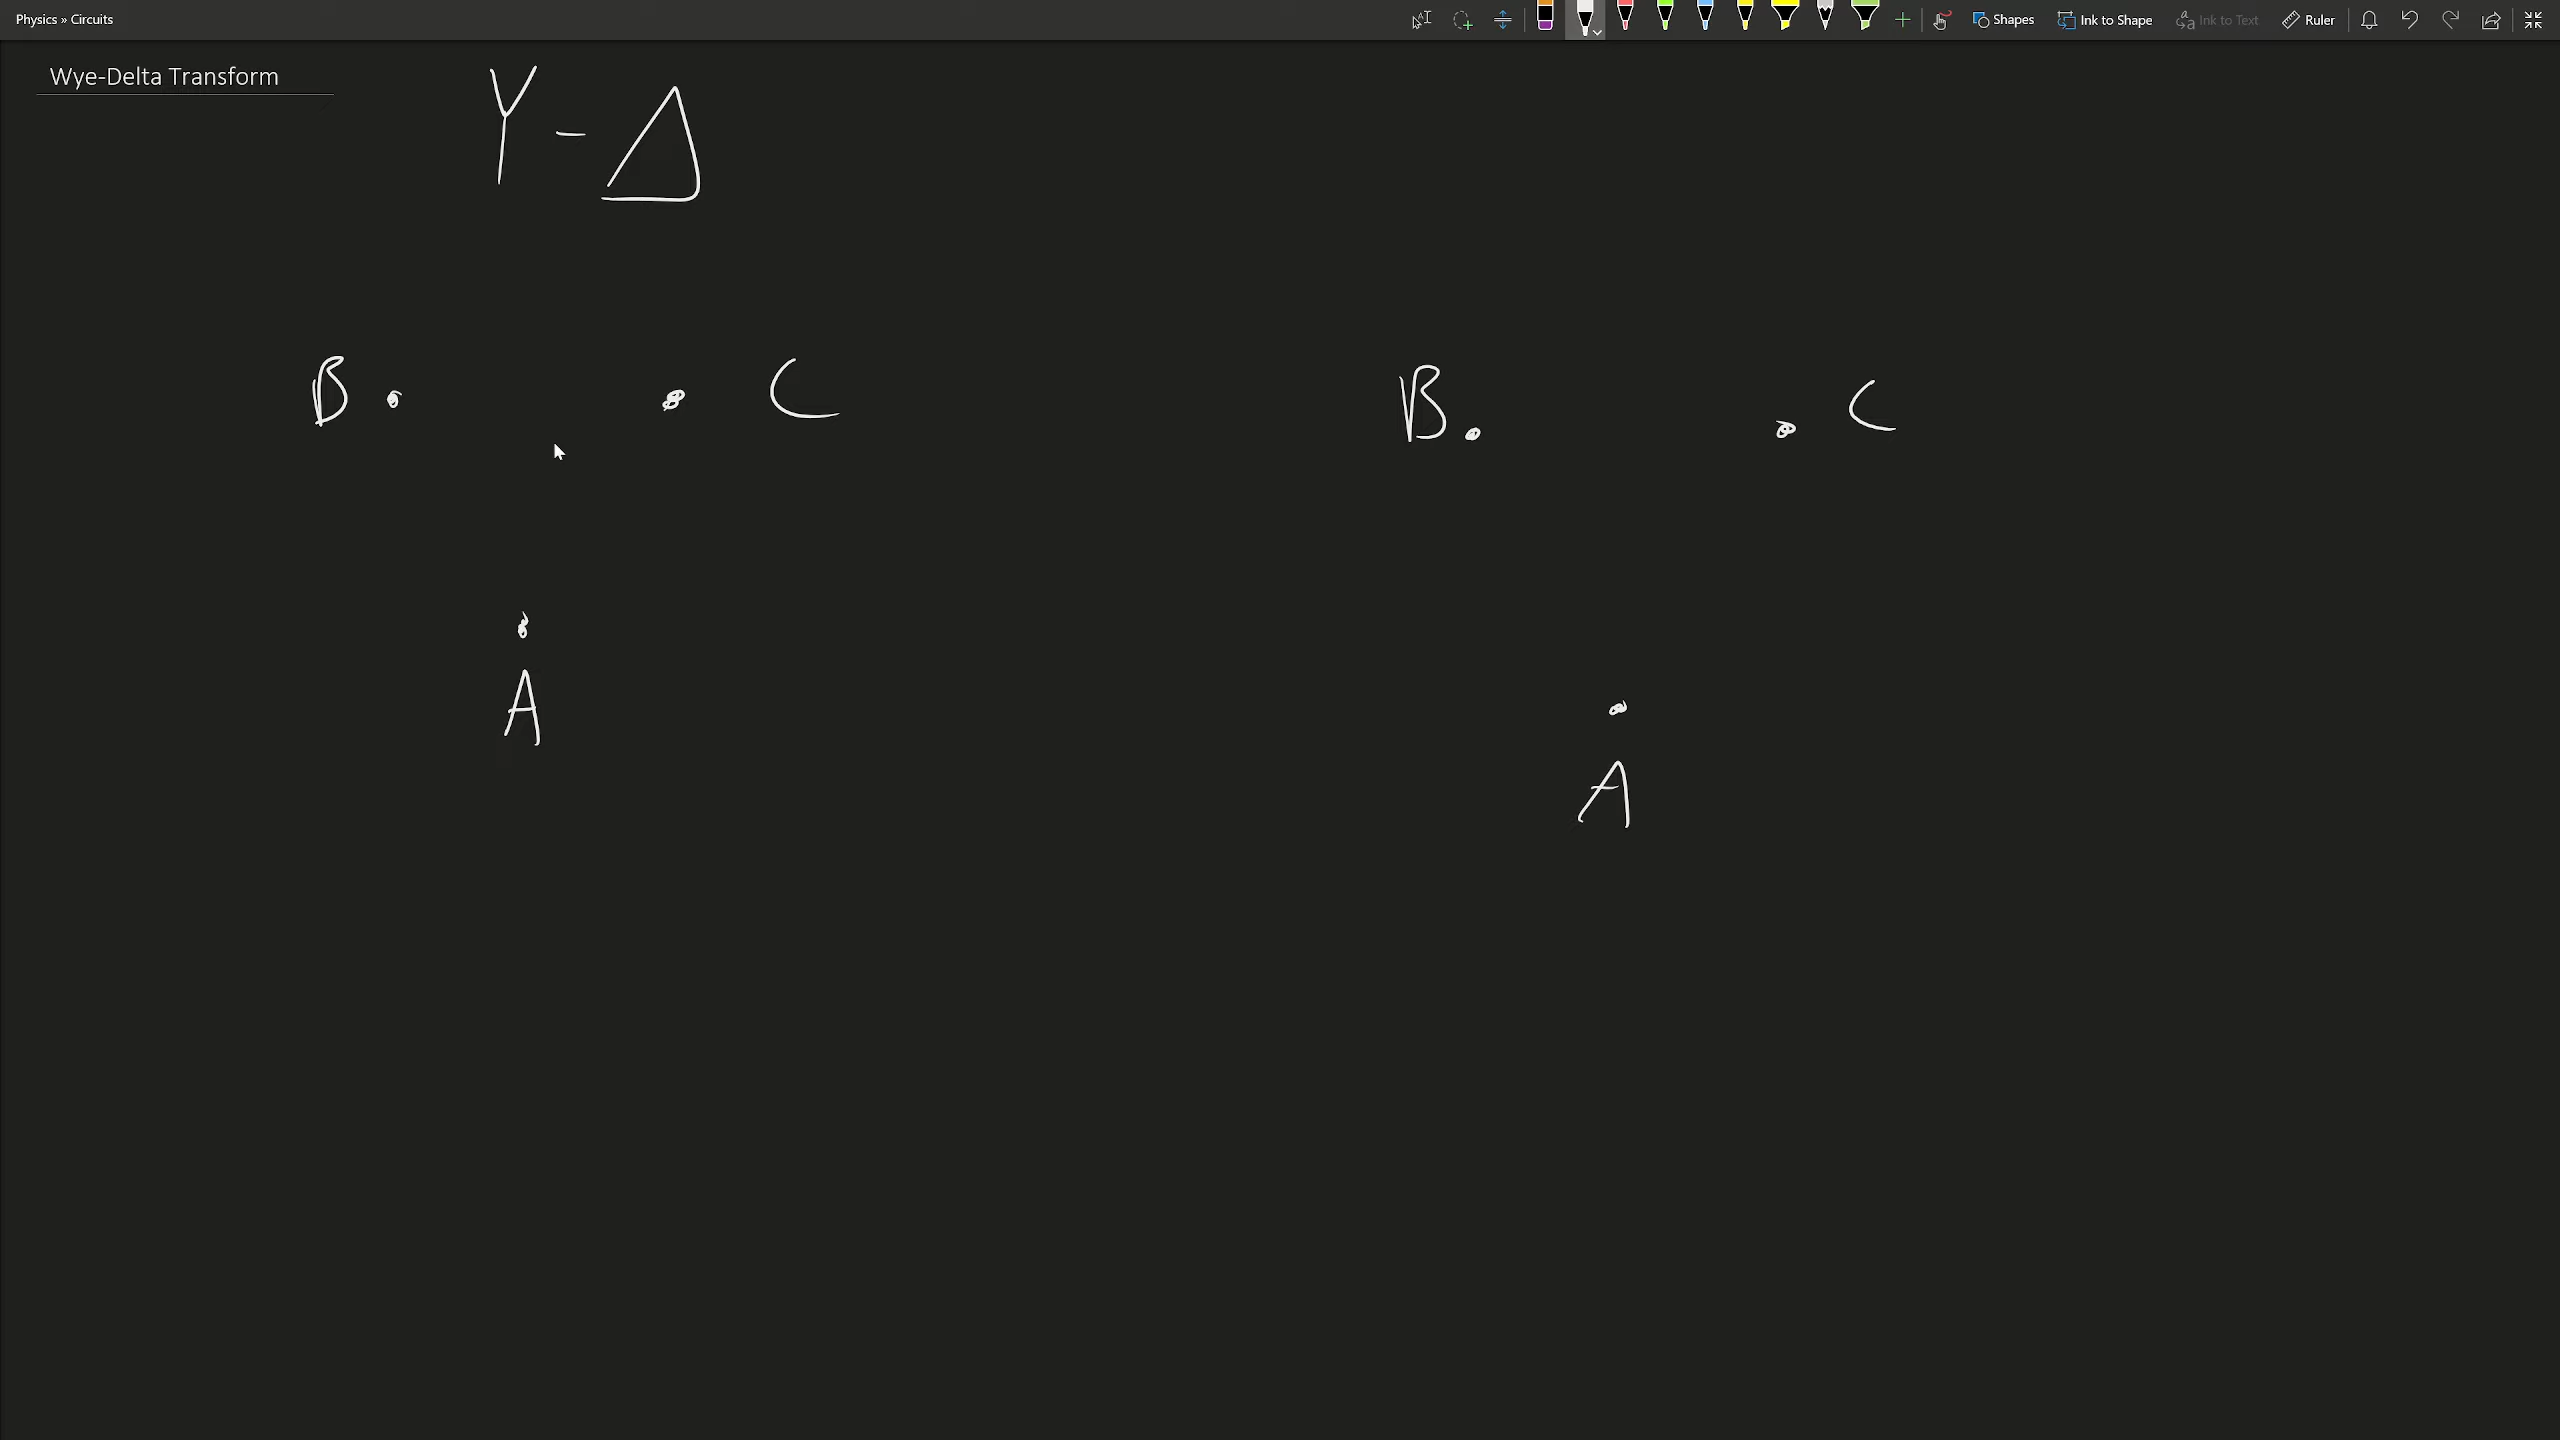 Physics » Circuits
Shapes Ink to Shape Ink to Text Ruler
Wye-Delta Transform
Y - Δ
B C
A
B C
A